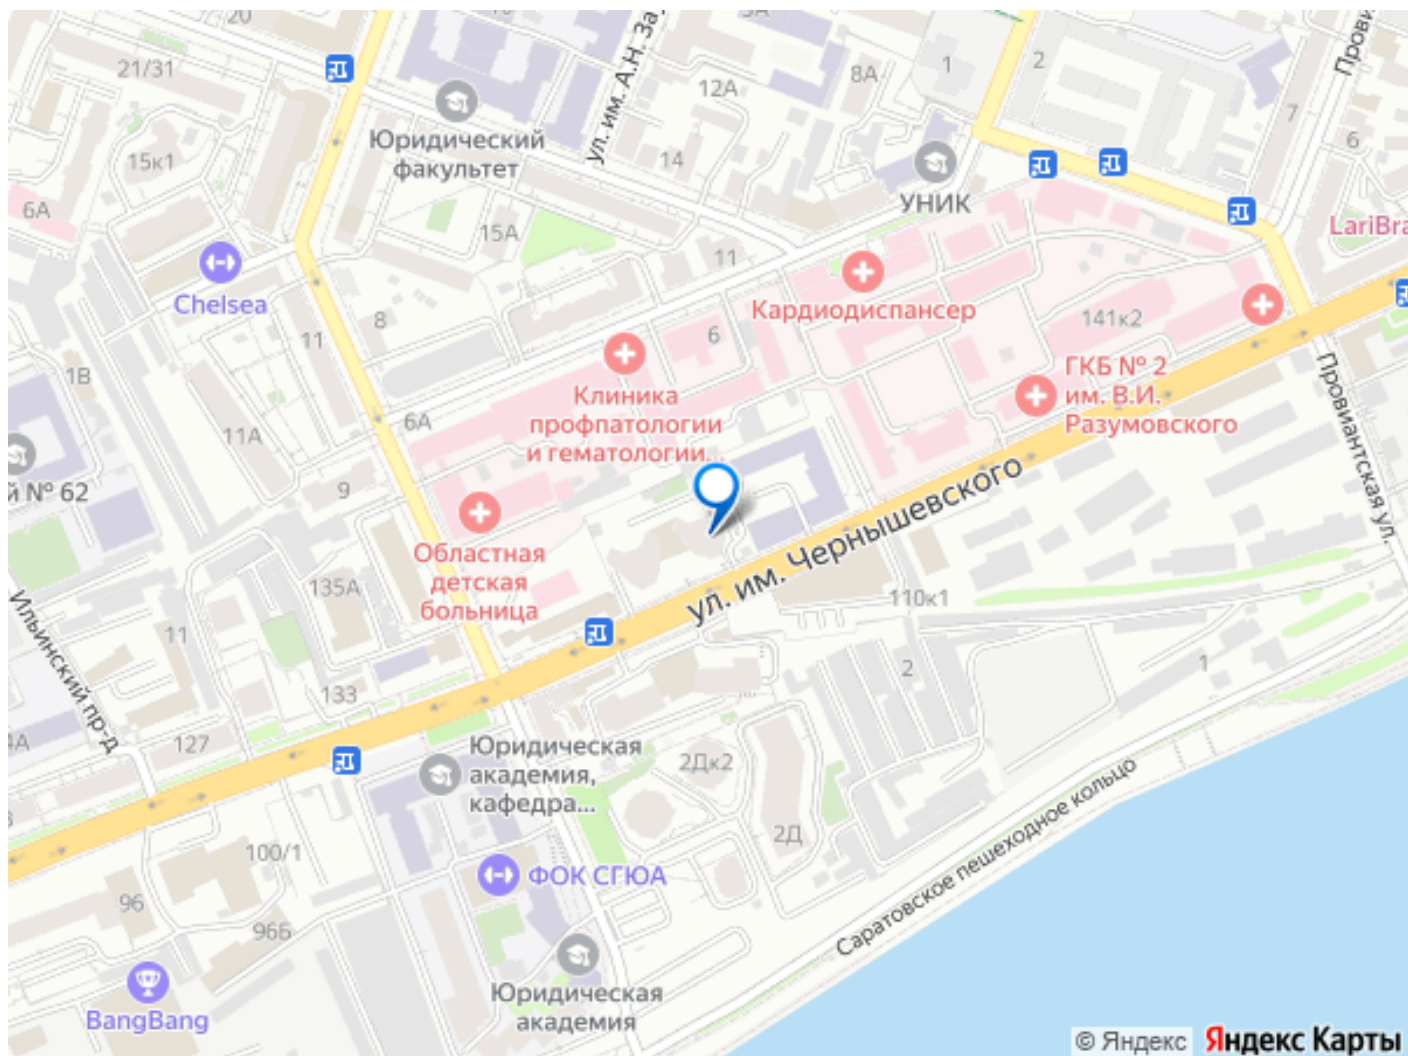 20
3А
21/31
ул. им. А.Н. За
8А
1
2
Прови
12А
7
Юридический
факультет
14
6
15к1
УНИК
6А
15А
LariBra
11
Chelsea
8
Кардиодиспансер
141к2
11
6
1В
ГКБ № 2
им. В.И.
Разумовского
Клиника
профпатологии
и гематологии...
6А
11А
Провиантская ул.
й № 62
9
ул. им. Чернышевского
Областная
детская
больница
135А
110к1
Ильинский пр-д
11
2
1
133
4А
127
Юридическая
академия,
кафедра...
2Дк2
Саратовское пешеходное кольцо
2Д
100/1
ФОК СГЮА
96
96Б
Юридическая
академия
BangBang
© Яндекс Яндекс Карты